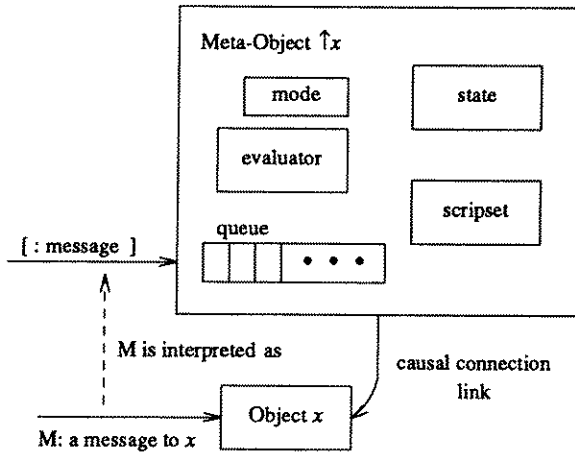 Meta-Object ↑x
mode
state
evaluator
scripset
queue
[ : message ]
M is interpreted as
causal connection
link
Object x
M: a message to x